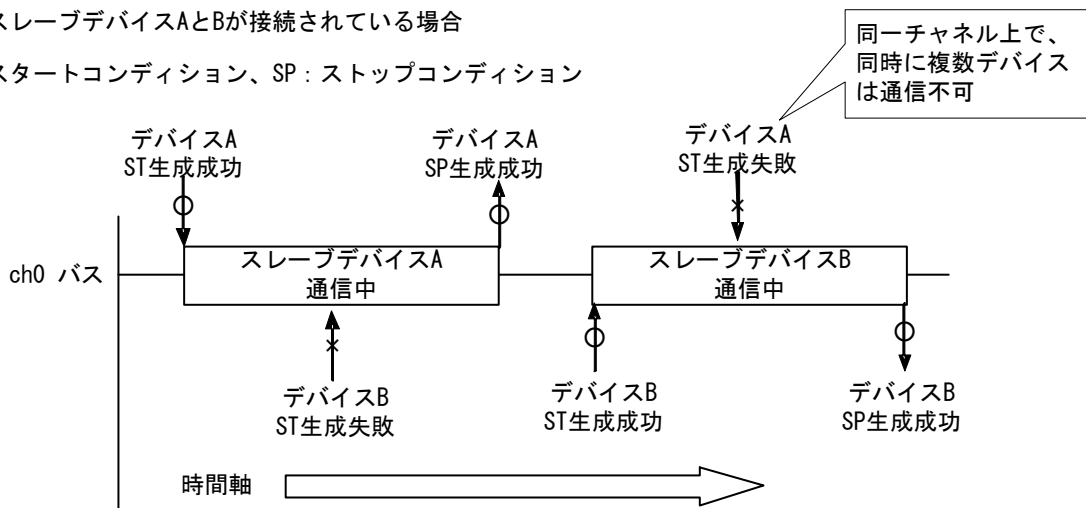 スレーブデバイスAとBが接続されている場合
スタートコンディション、SP：ストップコンディション
同一チャネル上で、
同時に複数デバイス
は通信不可
デバイスA
ST生成成功
デバイスA
SP生成成功
デバイスA
ST生成失敗
ch0 バス
スレーブデバイスA
通信中
スレーブデバイスB
通信中
デバイスB
ST生成失敗
デバイスB
ST生成成功
デバイスB
SP生成成功
時間軸